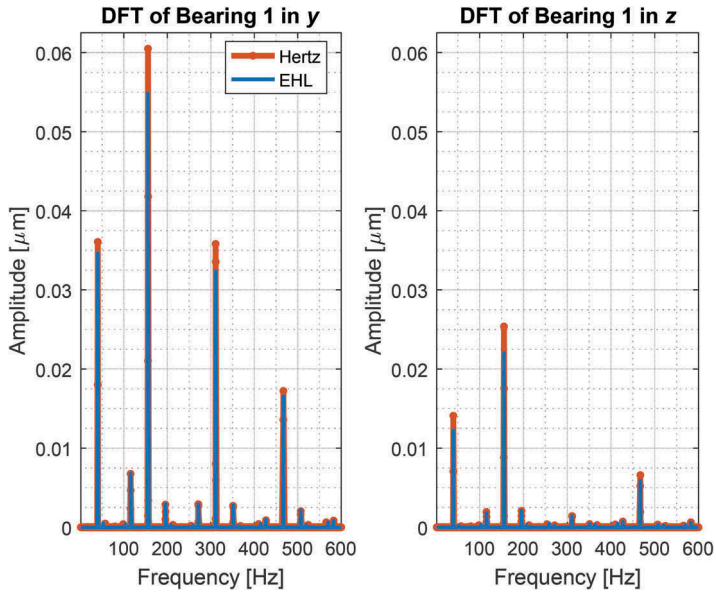 DFT of Bearing 1 in y
0.06
0.05
0.04
0.03
0.02
0.01
0
Amplitude [μm]
100 200 300 400 500 600
Frequency [Hz]
Hertz
EHL
DFT of Bearing 1 in z
0.06
0.05
0.04
0.03
0.02
0.01
0
Amplitude [μm]
100 200 300 400 500 600
Frequency [Hz]